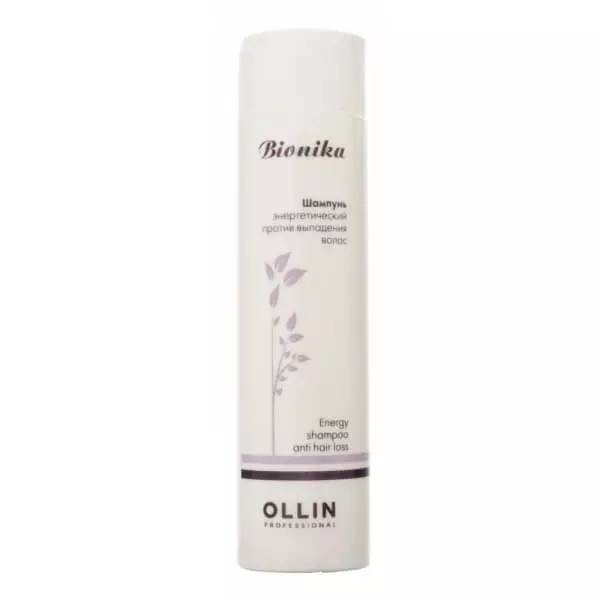 Bionika
Шампунь
энергетический
против выпадения
волос
Energy
shampoo
anti hair loss
OLLIN
PROFESSIONAL